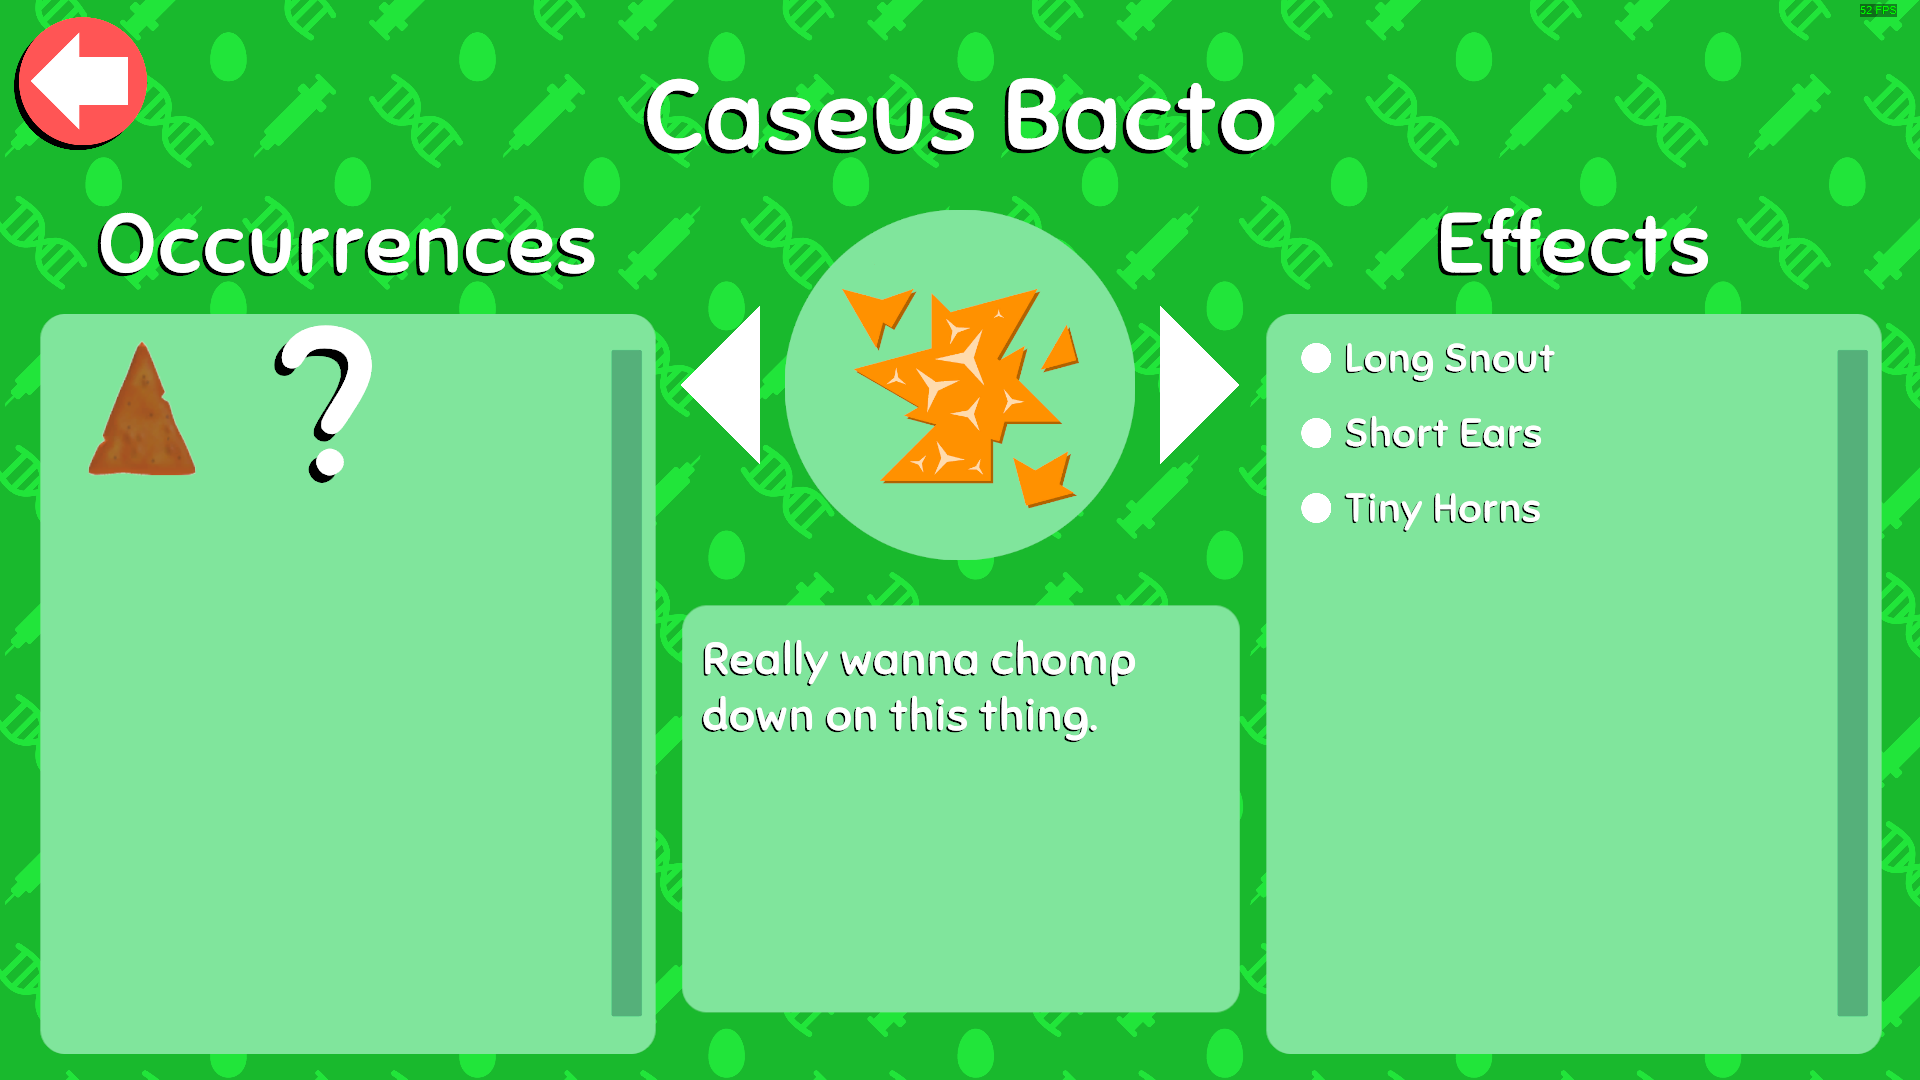 52 FPS
Caseus Bacto
Occurrences
?
Effects
Long Snout
Short Ears
Tiny Horns
Really wanna chomp
down on this thing.